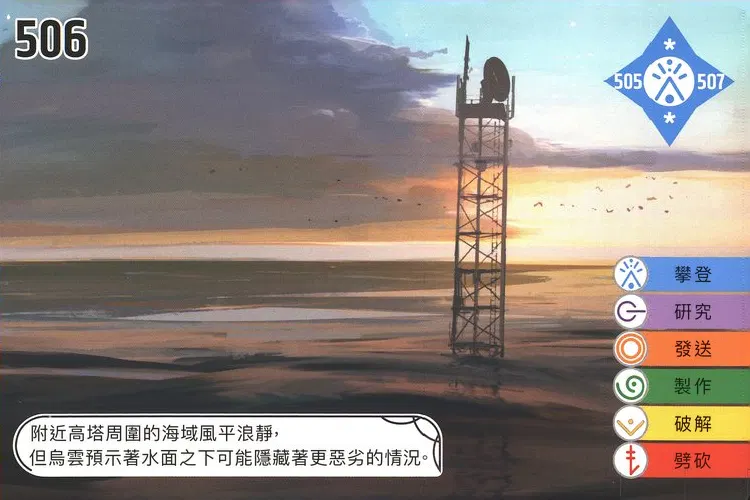 506
*
505 507
*
攀登
研究
發送
製作
破解
劈砍
附近高塔周圍的海域風平浪靜，
但烏雲預示著水面之下可能隱藏著更惡劣的情況。